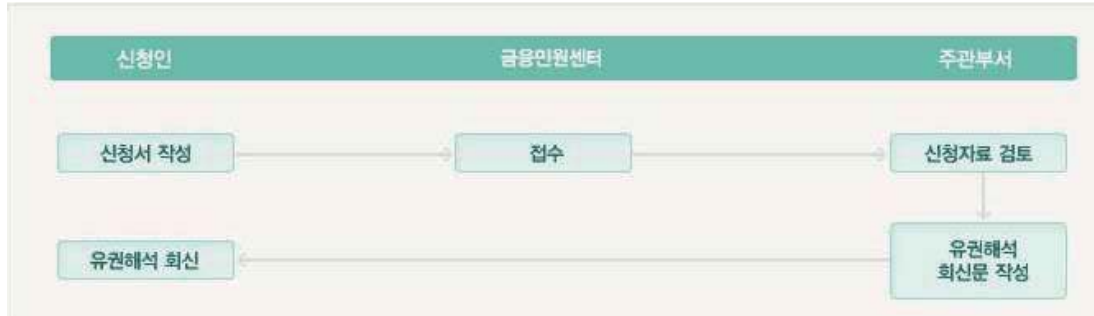 신청인
금융민원센터
주관부서
신청서 작성
접수
신청자료 검토
유권해석 회신
유권해석
회신문 작성